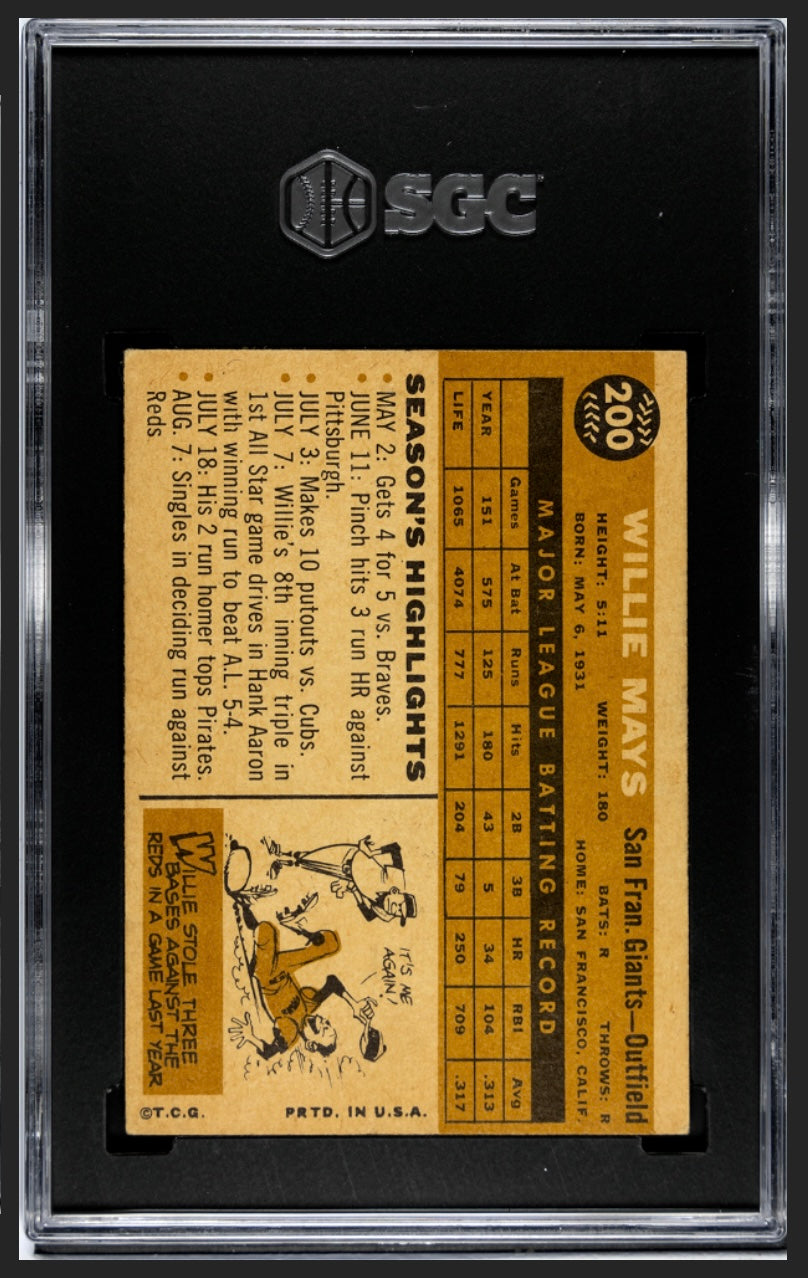 SGC
200
WILLIE MAYS San Fran. Giants—Outfield
HEIGHT: 5:11 WEIGHT: 180 BATS: R THROWS: R
BORN: MAY 6, 1931 HOME: SAN FRANCISCO, CALIF.
MAJOR LEAGUE BATTING RECORD
Games At Bat Runs Hits 2B 3B HR RBI Avg
YEAR 151 575 125 180 43 5 34 104 .313
LIFE 1065 4074 777 1291 204 79 250 709 .317
SEASON'S HIGHLIGHTS
• MAY 2: Gets 4 for 5 vs. Braves.
• JUNE 11: Pinch hits 3 run HR against
Pittsburgh.
• JULY 3: Makes 10 putouts vs. Cubs.
• JULY 7: Willie's 8th inning triple in
1st All Star game drives in Hank Aaron
with winning run to beat A.L. 5-4.
• JULY 18: His 2 run homer tops Pirates.
• AUG. 7: Singles in deciding run against
Reds
IT'S ME
AGAIN!
WILLIE STOLE THREE
BASES AGAINST THE
REDS IN A GAME LAST YEAR
PRTD. IN U.S.A.
©T.C.G.